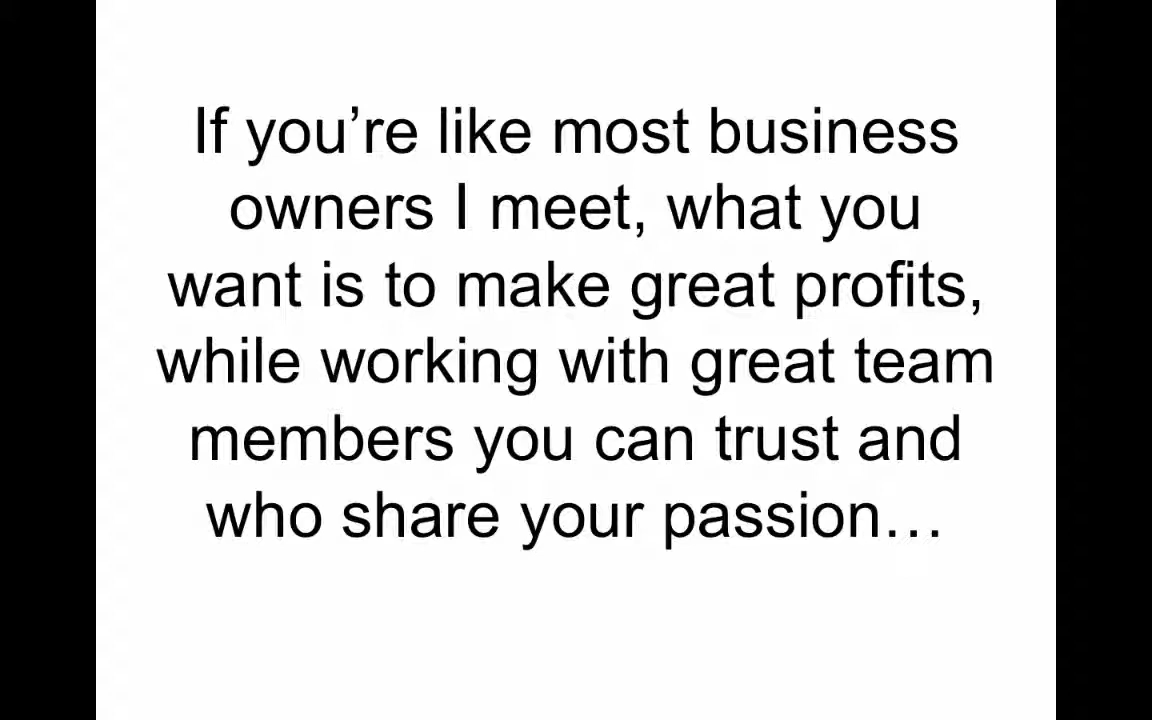 If you’re like most business
owners I meet, what you
want is to make great profits,
while working with great team
members you can trust and
who share your passion…